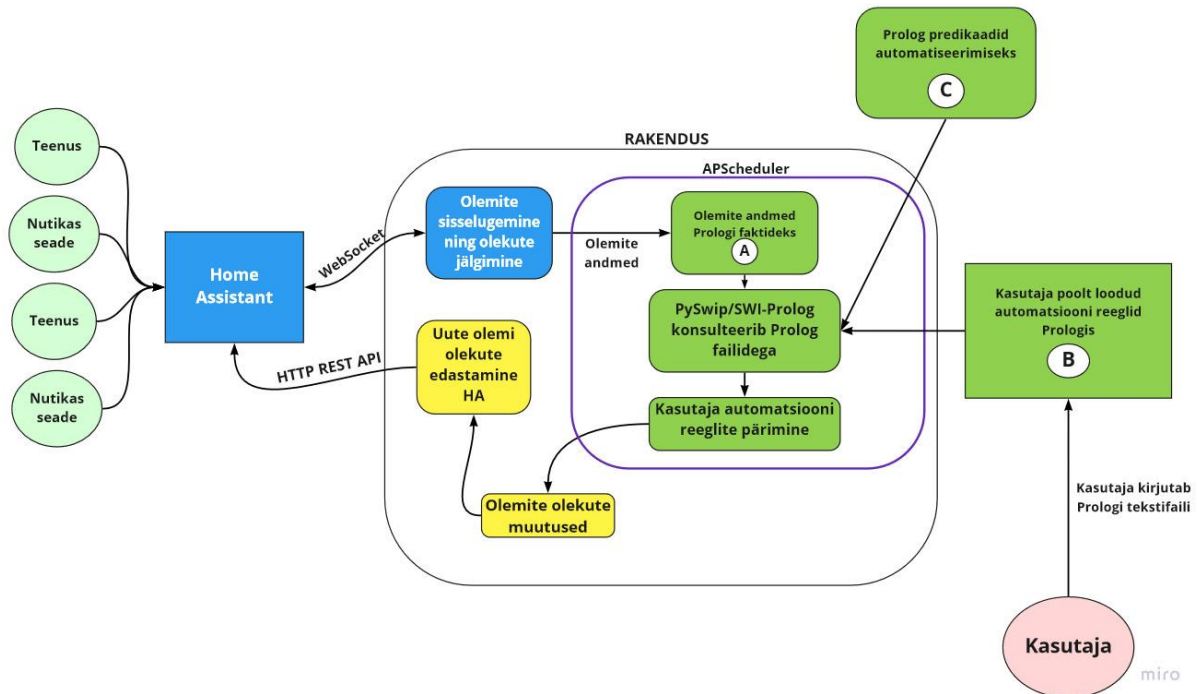 Prolog predikaadid
automatiseerimiseks
C
Teenus
Nutikas
seade
Teenus
Nutikas
seade
Home
Assistant
WebSocket
HTTP REST API
RAKENDUS
APScheduler
Olemite
sisselugemine
ning olekute
jälgimine
Olemite
andmed
Olemite andmed
Prologi faktideks
A
PySwip/SWI-Prolog
konsulteerib Prolog
failidega
Kasutaja automatsiooni
reeglite pärimine
Uute olemi
olekute
edastamine
HA
Olemite olekute
muutused
Kasutaja poolt loodud
automatsiooni reeglid
Prologis
B
Kasutaja kirjutab
Prologi tekstifaili
Kasutaja
miro